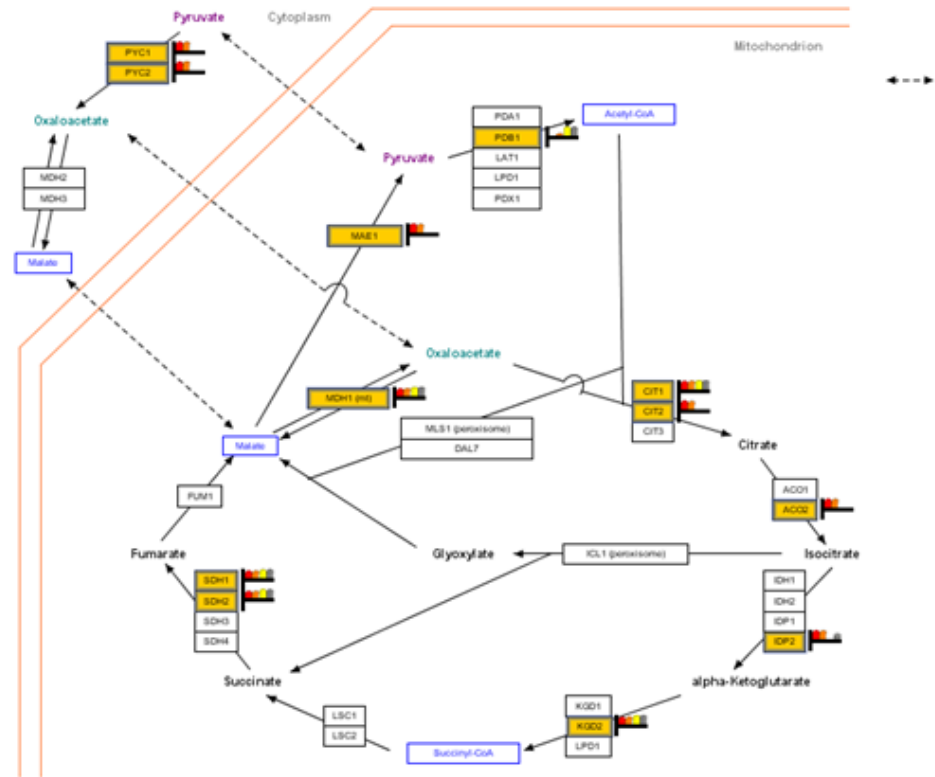 Pyruvate
Cytoplasm
Mitochondrion
PYC1
PYC2
Oxaloacetate
MDH2
MDH3
Malate
Pyruvate
PDA1
PDB1
LAT1
LPD1
PDX1
Acetyl-CoA
MAE1
Oxaloacetate
MDH1 (mt)
MLS1 (peroxisome)
DAL7
CIT1
CIT2
CIT3
Citrate
Malate
FUM1
ACO1
ACO2
Fumarate
Glyoxylate
ICL1 (peroxisome)
Isocitrate
SDH1
SDH2
SDH3
SDH4
IDH1
IDH2
IDP1
IDP2
Succinate
alpha-Ketoglutarate
LSC1
LSC2
KGD1
KGD2
LPD1
Succinyl-CoA